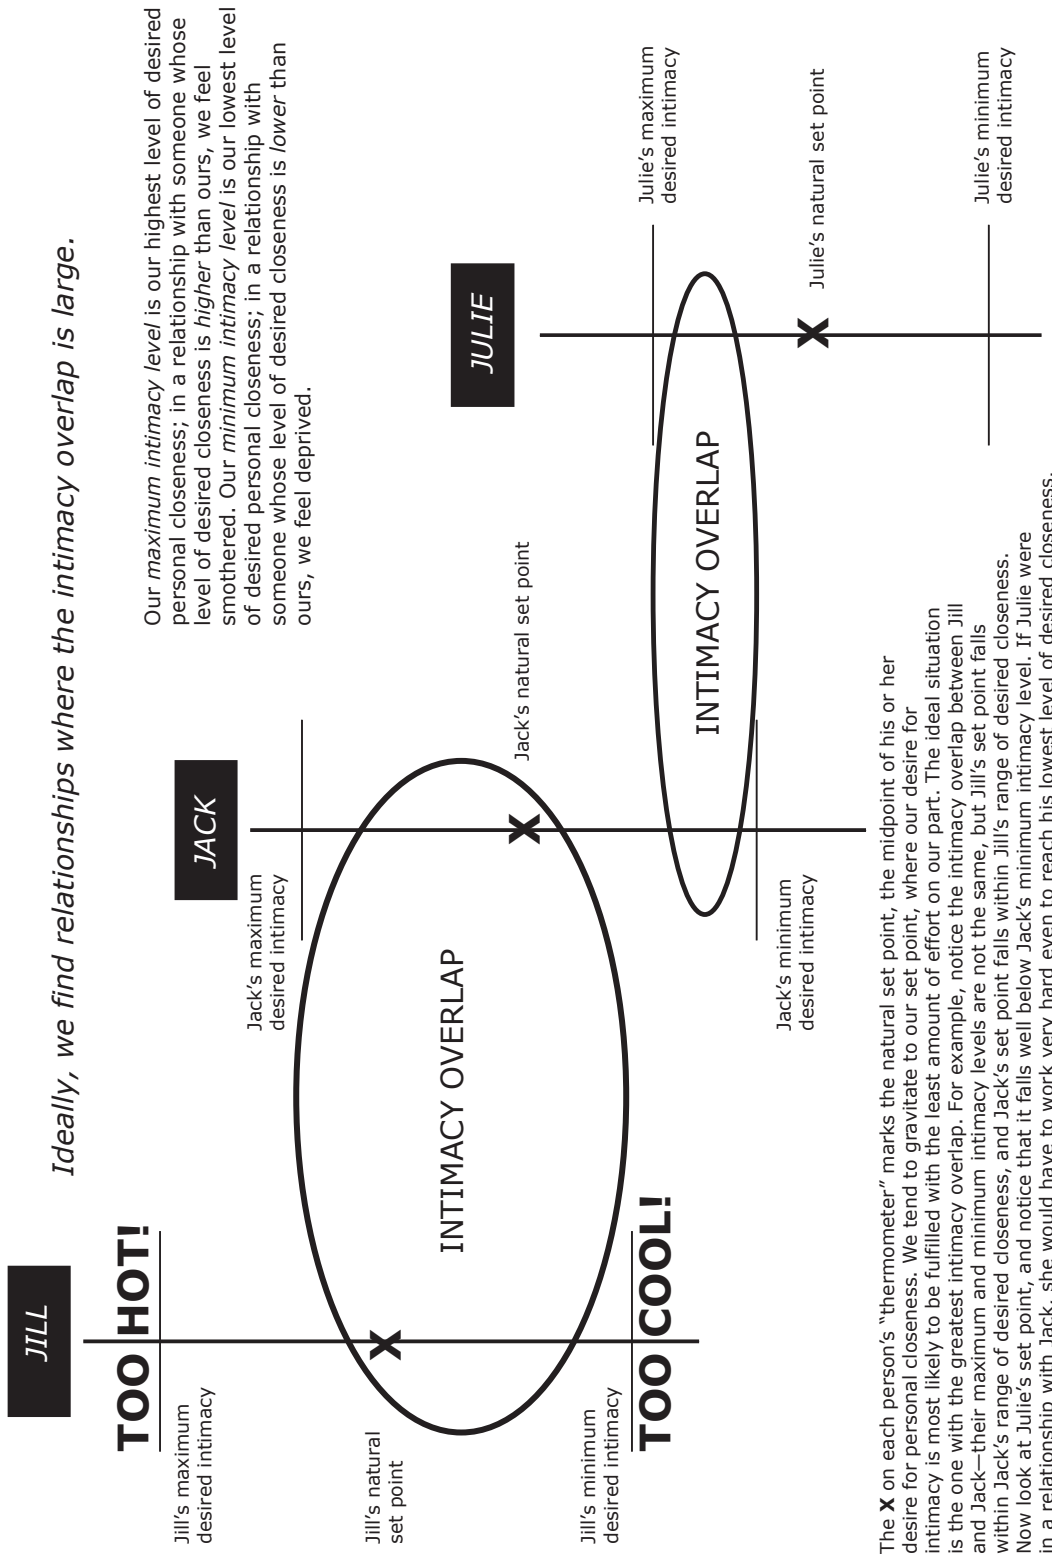 Ideally, we find relationships where the intimacy overlap is large.
JILL
TOO HOT!
Jill’s maximum
desired intimacy
Jill’s natural
set point
Jill’s minimum
desired intimacy
TOO COOL!
INTIMACY OVERLAP
JACK
Jack’s maximum
desired intimacy
Jack’s natural set point
Jack’s minimum
desired intimacy
X
X
Our maximum intimacy level is our highest level of desired
personal closeness; in a relationship with someone whose
level of desired closeness is higher than ours, we feel
smothered. Our minimum intimacy level is our lowest level
of desired personal closeness; in a relationship with
someone whose level of desired closeness is lower than
ours, we feel deprived.
INTIMACY OVERLAP
JULIE
Julie’s maximum
desired intimacy
X
Julie’s natural set point
Julie’s minimum
desired intimacy
The X on each person’s “thermometer” marks the natural set point, the midpoint of his or her
desire for personal closeness. We tend to gravitate to our set point, where our desire for
intimacy is most likely to be fulfilled with the least amount of effort on our part. The ideal situation
is the one with the greatest intimacy overlap. For example, notice the intimacy overlap between Jill
and Jack—their maximum and minimum intimacy levels are not the same, but Jill’s set point falls
within Jack’s range of desired closeness, and Jack’s set point falls within Jill’s range of desired closeness.
Now look at Julie’s set point, and notice that it falls well below Jack’s minimum intimacy level. If Julie were
in a relationship with Jack, she would have to work very hard even to reach his lowest level of desired closeness.